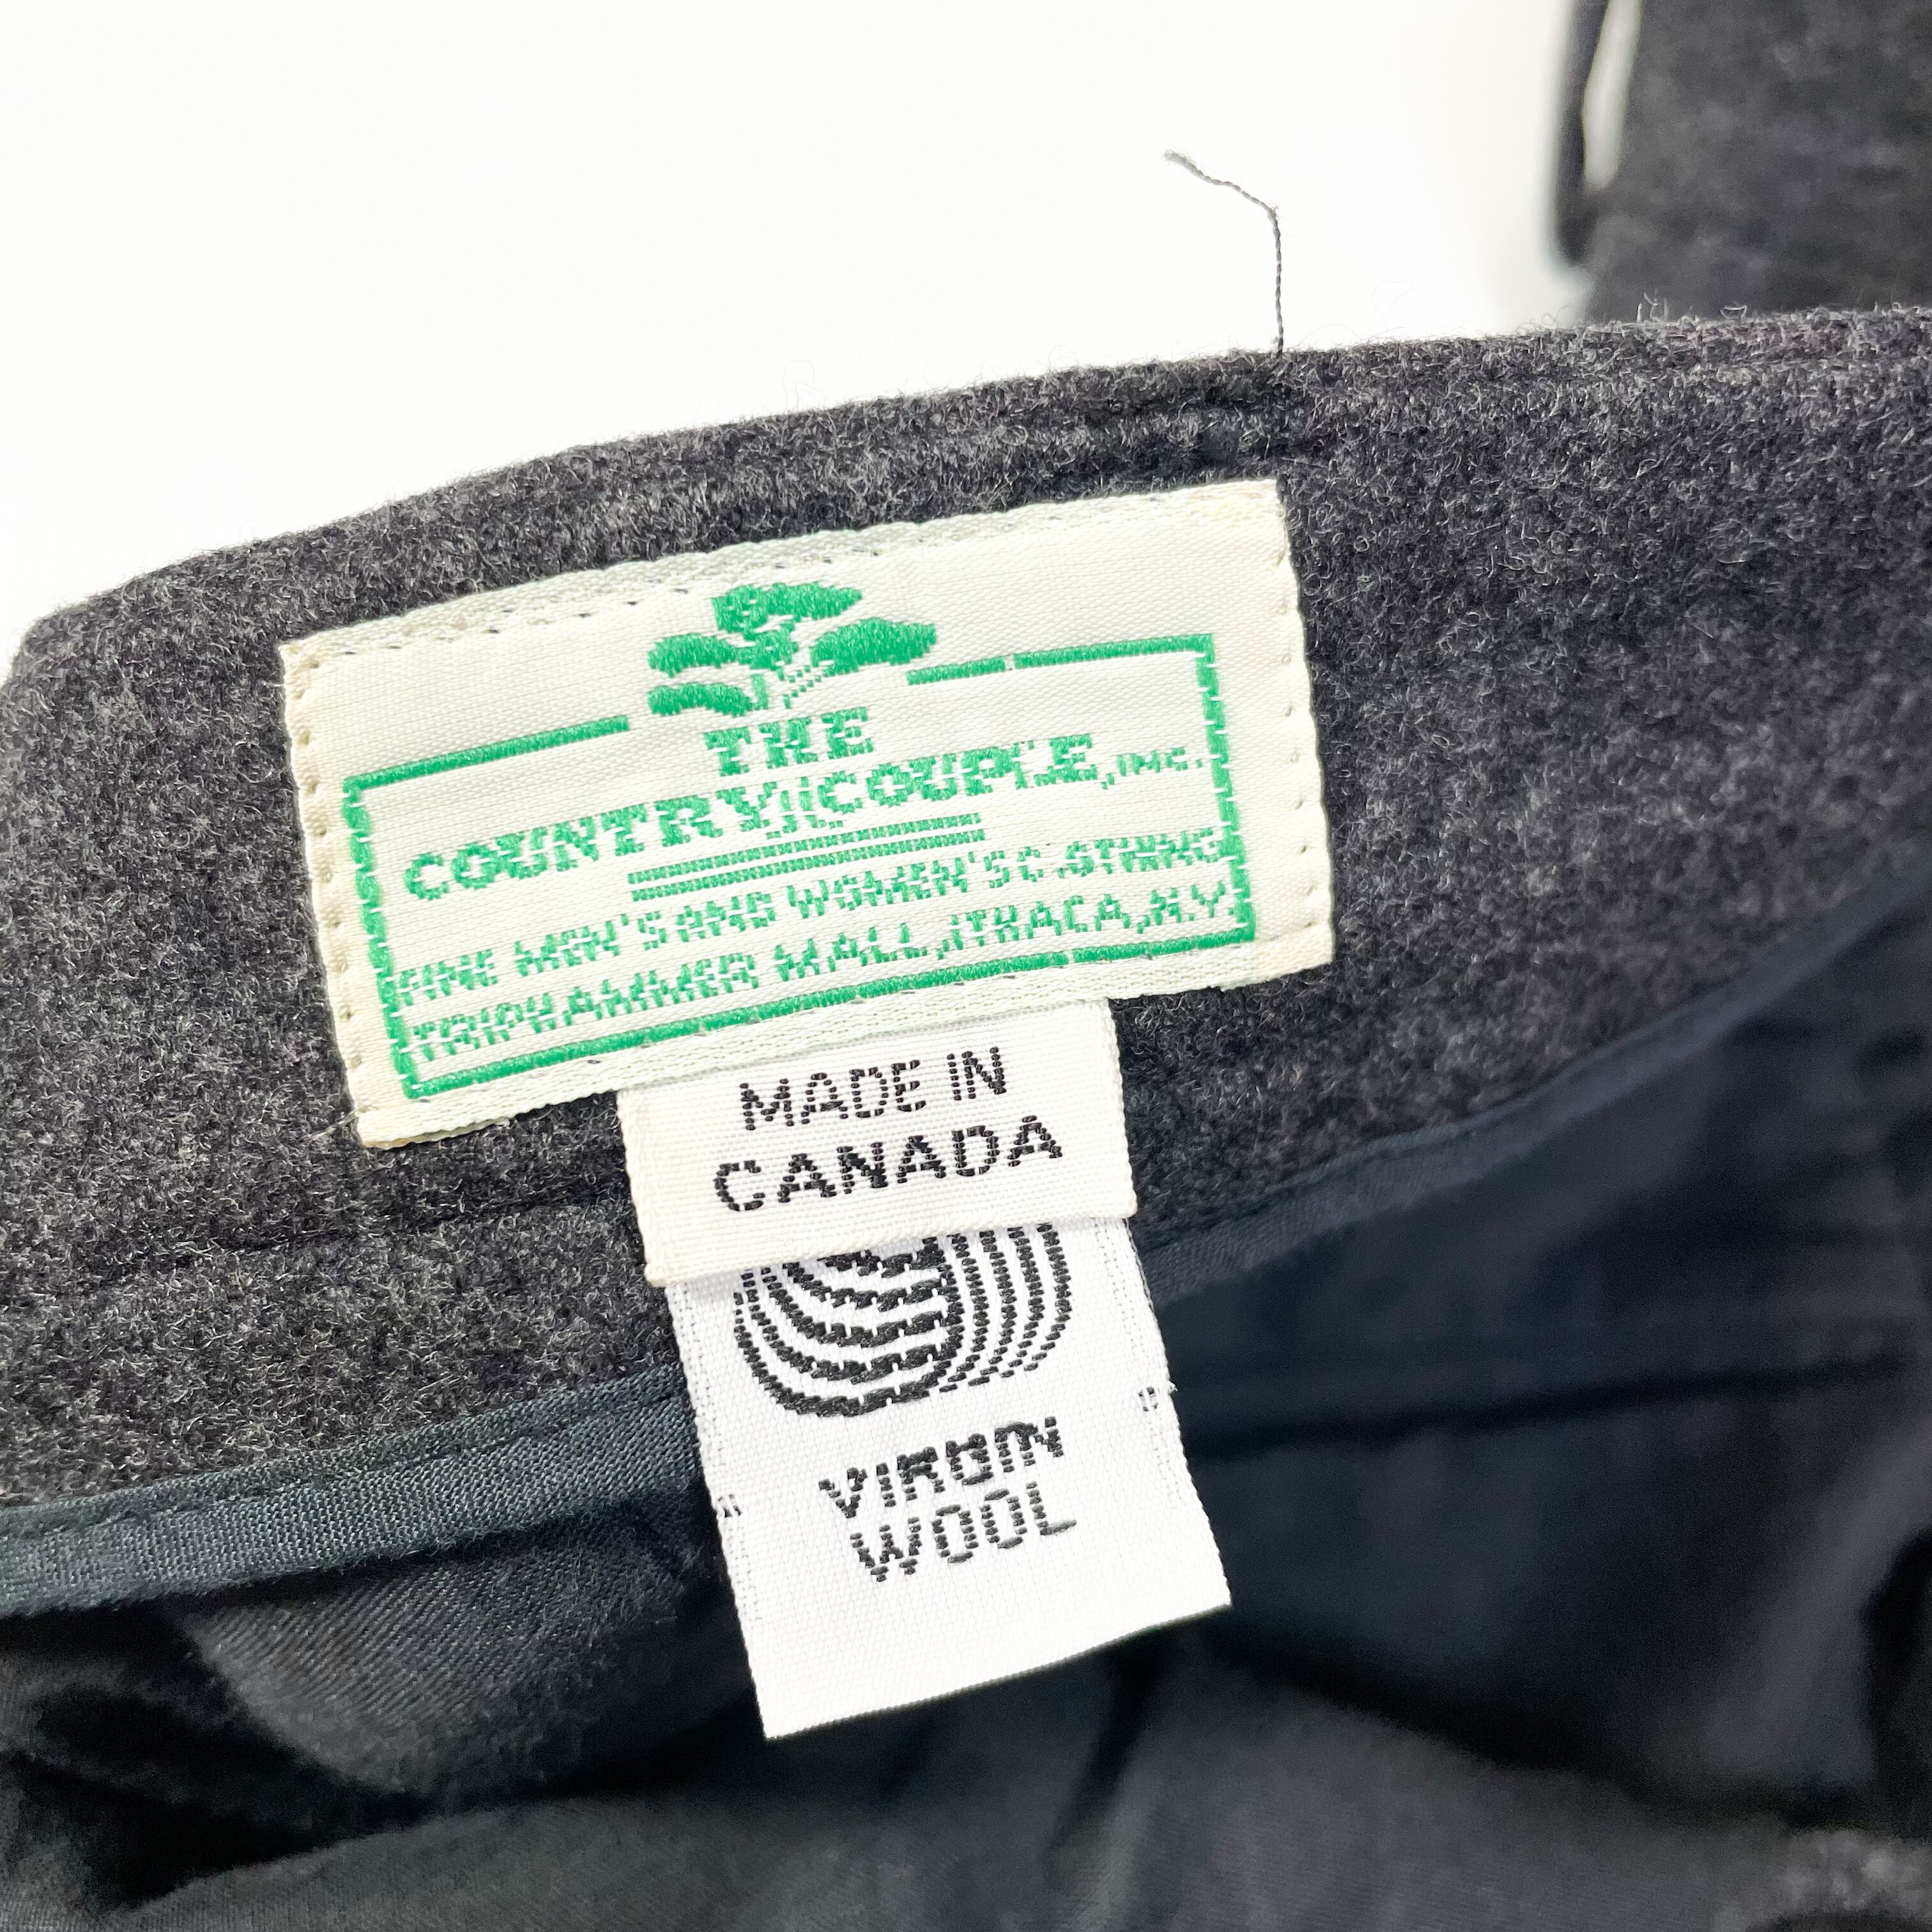 THE
COUNTRY COUPLE, INC.
FINE MEN'S AND WOMEN'S CLOTHING
TRIPHAMMER MALL, ITHACA, N.Y.
MADE IN
CANADA
VIRGIN
WOOL